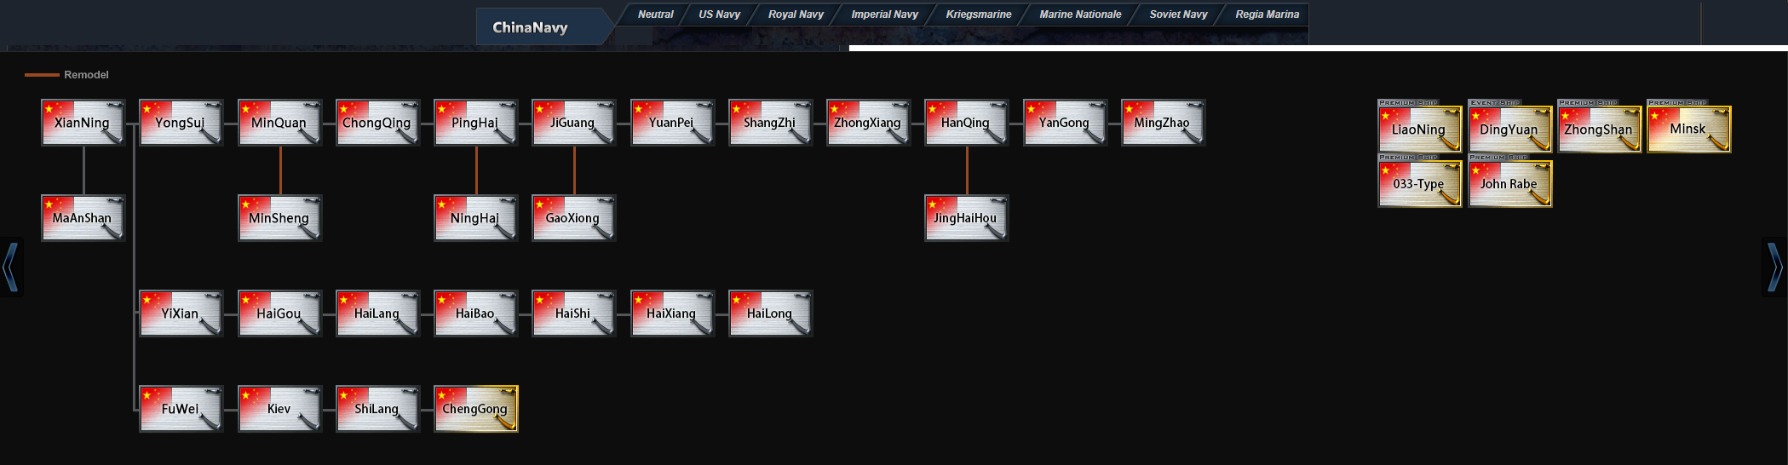 ChinaNavy
Neutral
US Navy
Royal Navy
Imperial Navy
Kriegsmarine
Marine Nationale
Soviet Navy
Regia Marina
Remodel
XianNing
YongSui
MinQuan
ChongQing
PingHai
JiGuang
YuanPei
ShangZhi
ZhongXiang
HanQing
YanGong
MingZhao
PREMIUM SHIP
LiaoNing
EVENT SHIP
DingYuan
PREMIUM SHIP
ZhongShan
PREMIUM SHIP
Minsk
PREMIUM SHIP
033-Type
PREMIUM SHIP
John Rabe
MaAnShan
MinSheng
NingHai
GaoXiong
JingHaiHou
YiXian
HaiGou
HaiLang
HaiBao
HaiShi
HaiXiang
HaiLong
FuWei
Kiev
ShiLang
ChengGong